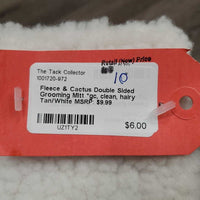 Retail (New) Price
10
The Tack Collector
1001720-972
Fleece & Cactus Double Sided
Grooming Mitt *gc, clean, hairy
Tan/White MSRP: $9.99
UZ1TY2
$6.00